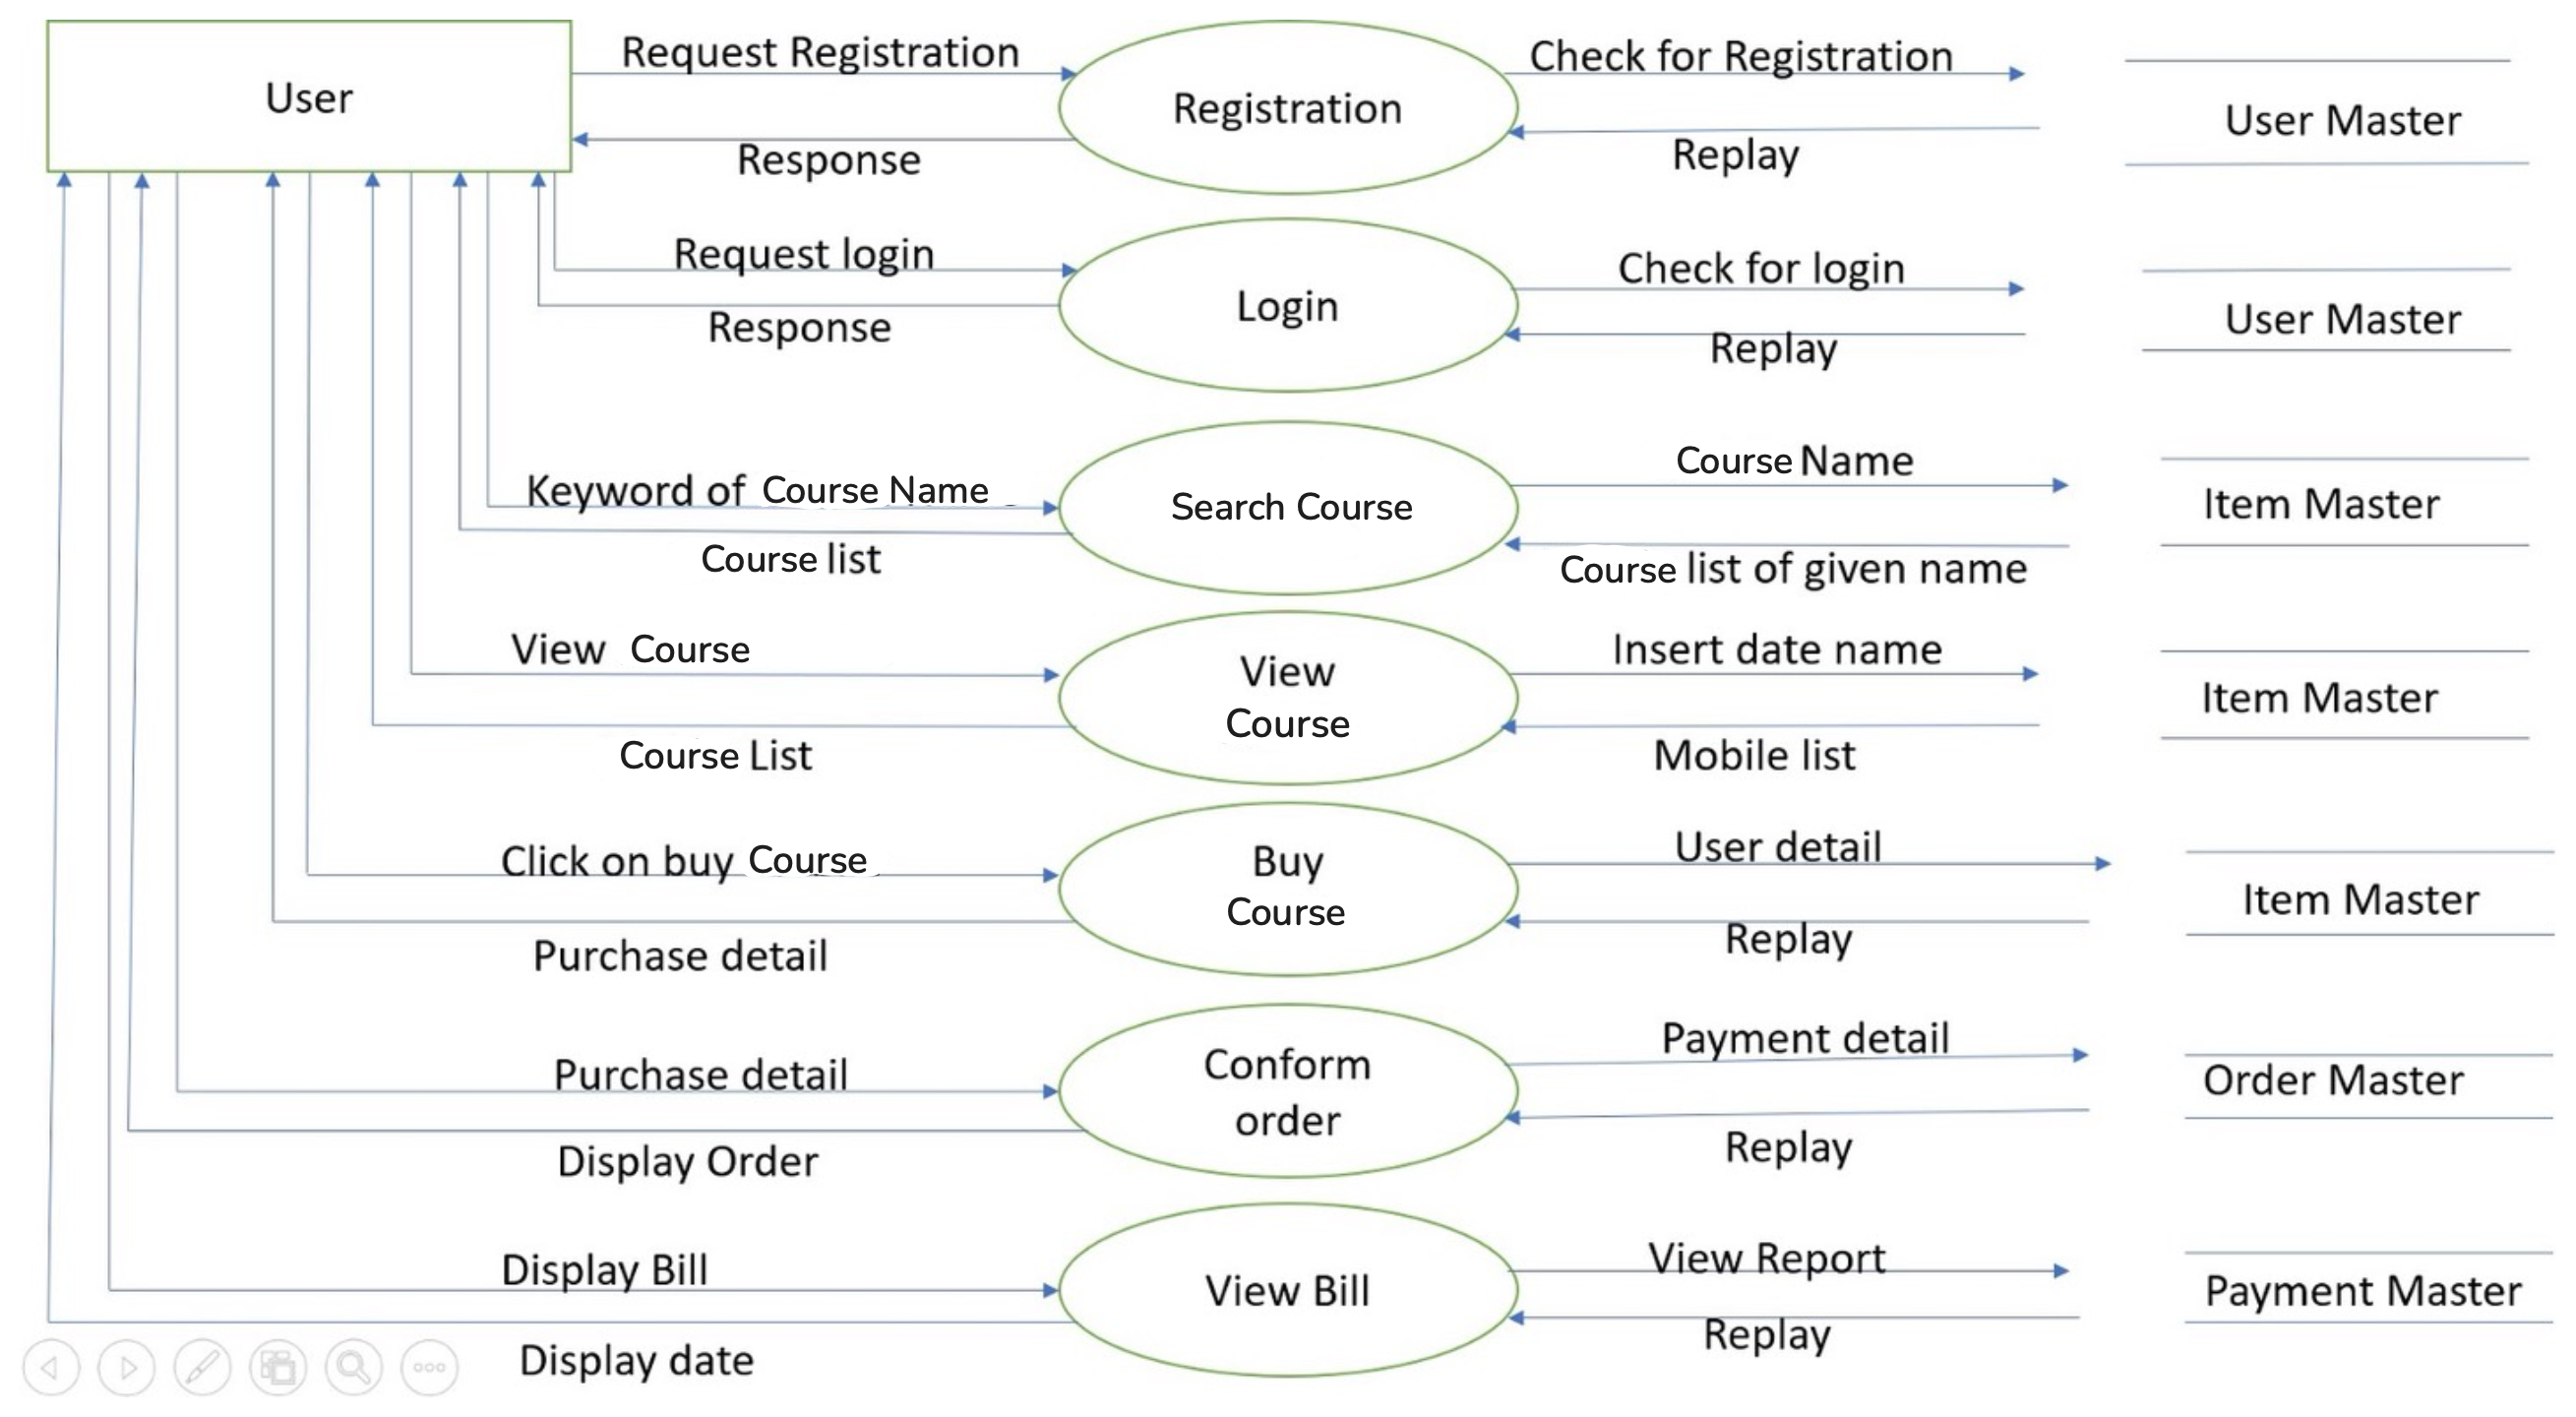 User
Request Registration
Response
Registration
Check for Registration
Replay
User Master
Request login
Response
Login
Check for login
Replay
User Master
Keyword of Course Name
Course list
Search Course
Course Name
Course list of given name
Item Master
View Course
Course List
View
Course
Insert date name
Mobile list
Item Master
Click on buy Course
Purchase detail
Buy
Course
User detail
Replay
Item Master
Purchase detail
Display Order
Conform
order
Payment detail
Replay
Order Master
Display Bill
Display date
View Bill
View Report
Replay
Payment Master